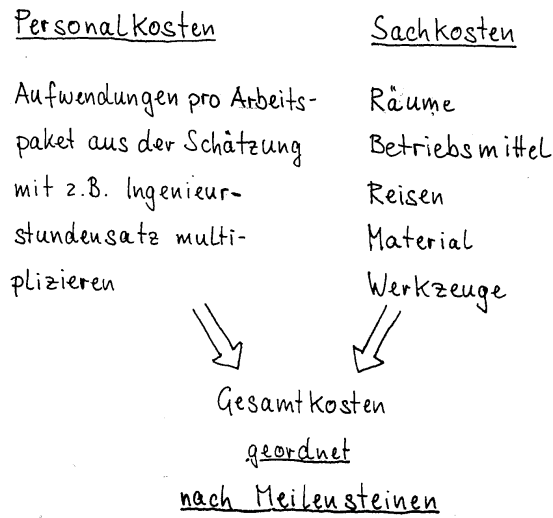 Personalkosten
Aufwendungen pro Arbeits-
paket aus der Schätzung
mit z.B. Ingenieur-
stundensatz multi-
plizieren
Sachkosten
Räume
Betriebsmittel
Reisen
Material
Werkzeuge
Gesamtkosten
geordnet
nach Meilensteinen